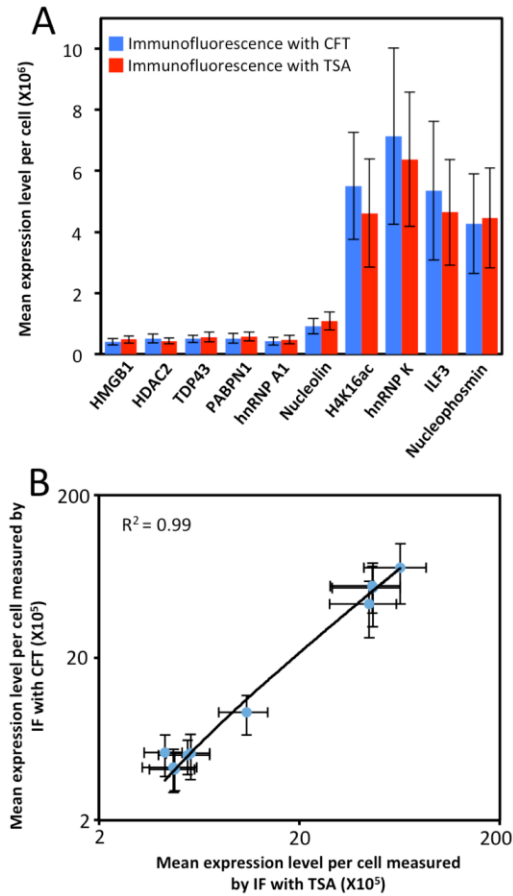 A
Mean expression level per cell (X10⁶)
10
8
6
4
2
0
Immunofluorescence with CFT
Immunofluorescence with TSA
HMGB1
HDAC2
TDP43
PABPN1
hnRNP A1
Nucleolin
H4K16ac
hnRNP K
ILF3
Nucleophosmin
B
Mean expression level per cell measured by
IF with CFT (X10⁵)
200
20
2
R² = 0.99
2
20
200
Mean expression level per cell measured
by IF with TSA (X10⁵)